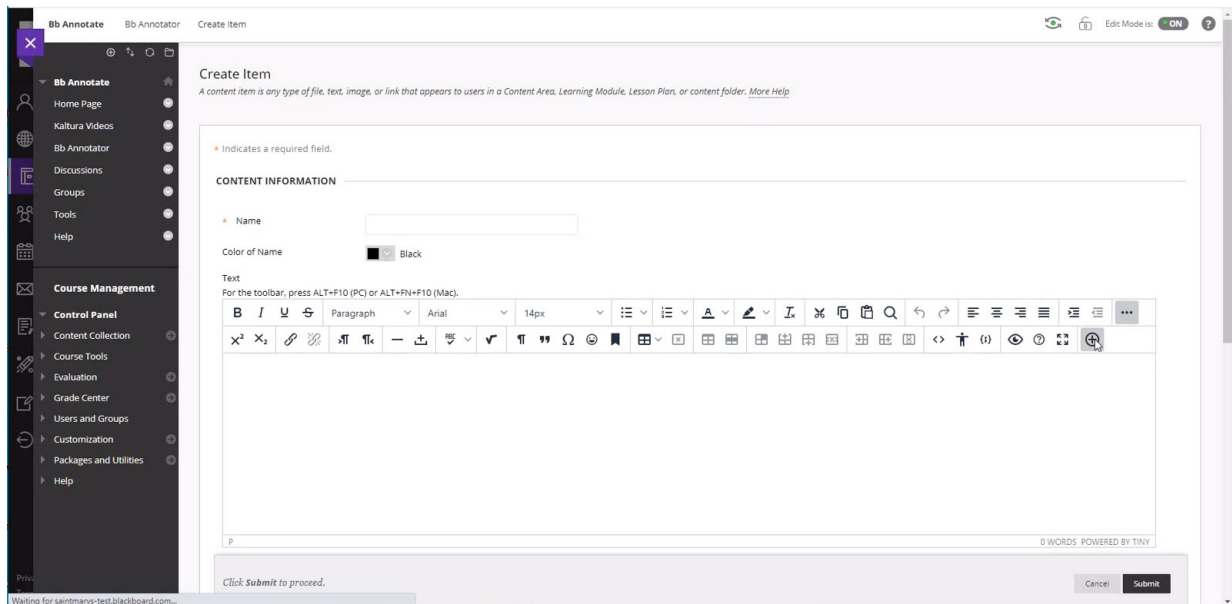 Bb Annotate Bb Annotator Create Item
Edit Mode is: ON ?
Bb Annotate
Home Page
Kaltura Videos
Bb Annotator
Discussions
Groups
Tools
Help
Course Management
Control Panel
Content Collection
Course Tools
Evaluation
Grade Center
Users and Groups
Customization
Packages and Utilities
Help
Create Item
A content item is any type of file, text, image, or link that appears to users in a Content Area, Learning Module, Lesson Plan, or content folder. More Help
* Indicates a required field.
CONTENT INFORMATION
* Name
Color of Name Black
Text
For the toolbar, press ALT+F10 (PC) or ALT+FN+F10 (Mac).
B I U S Paragraph Arial 14px
P 0 WORDS POWERED BY TINY
Click Submit to proceed. Cancel Submit
Waiting for saintmarys-test.blackboard.com...